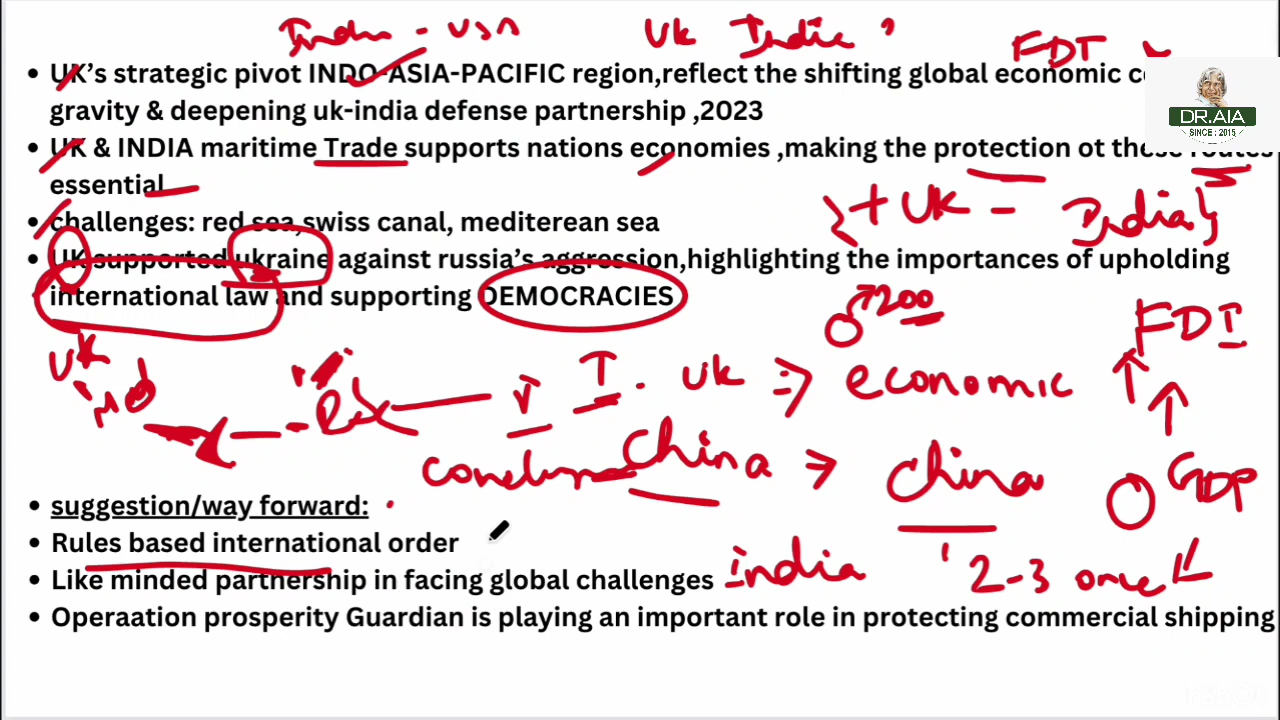 India - USA UK India FDI
• UK's strategic pivot INDO-ASIA-PACIFIC region,reflect the shifting global economic
gravity & deepening uk-india defense partnership ,2023
DR.AIA
SINCE : 2015
• UK & INDIA maritime Trade supports nations economies ,making the protection ot those routes
essential
+ UK - India
• challenges: red sea,swiss canal, mediterean sea
• UK supported ukraine against russia's aggression,highlighting the importances of upholding
• international law and supporting DEMOCRACIES
200
FDI
UK
I . UK => economic
China => China
GDP
• suggestion/way forward:
• Rules based international order
• Like minded partnership in facing global challenges
India 2-3 once
• Operaation prosperity Guardian is playing an important role in protecting commercial shipping